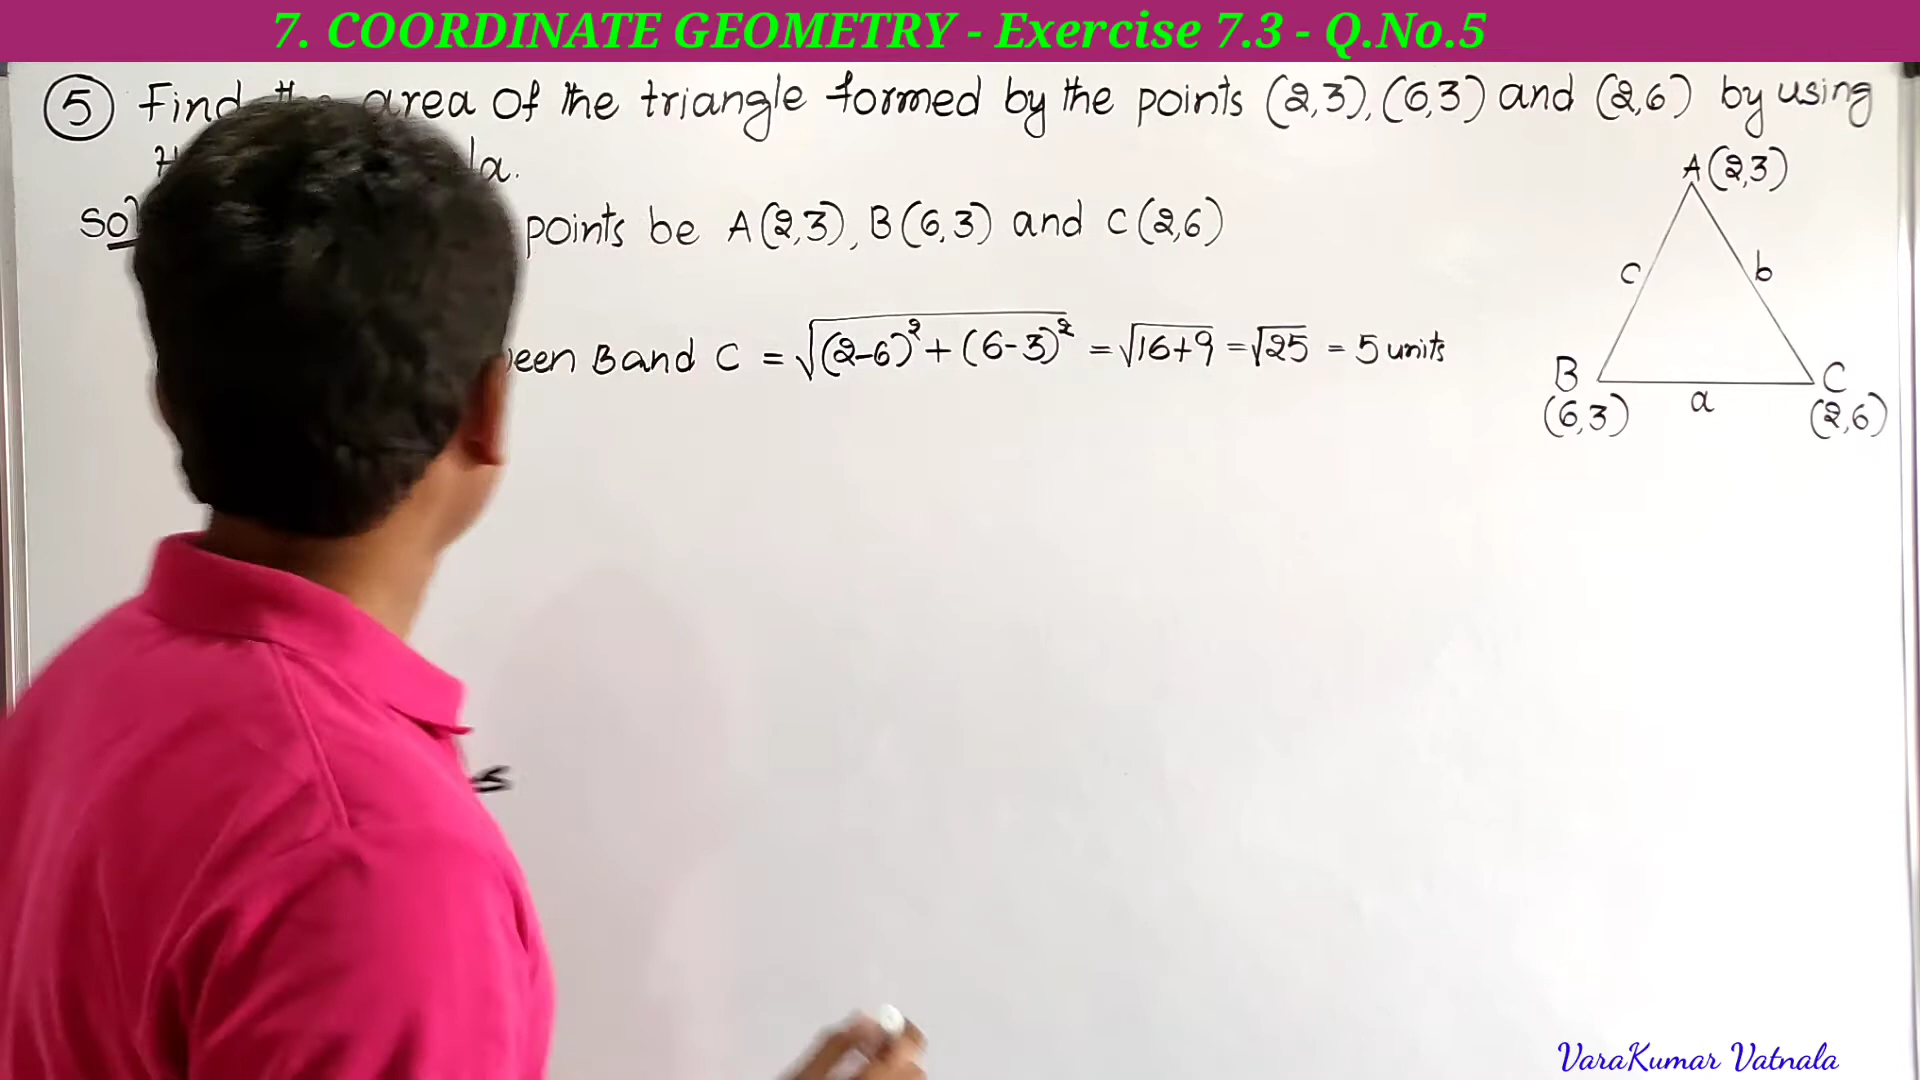 7. COORDINATE GEOMETRY - Exercise 7.3 - Q.No.5
5 Find the area of the triangle formed by the points (2,3), (6,3) and (2,6) by using
la.
Sol points be A(2,3), B(6,3) and C(2,6)
een B and C = √(2-6)²+(6-3)² = √16+9 = √25 = 5 units
A(2,3)
c b
B C
a
(6,3) (2,6)
VaraKumar Vatnala